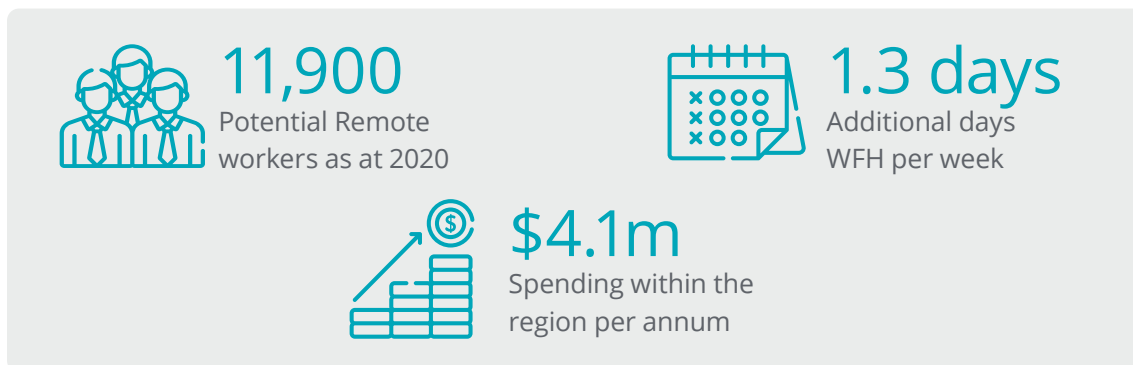 11,900
Potential Remote
workers as at 2020
1.3 days
Additional days
WFH per week
$
$4.1m
Spending within the
region per annum